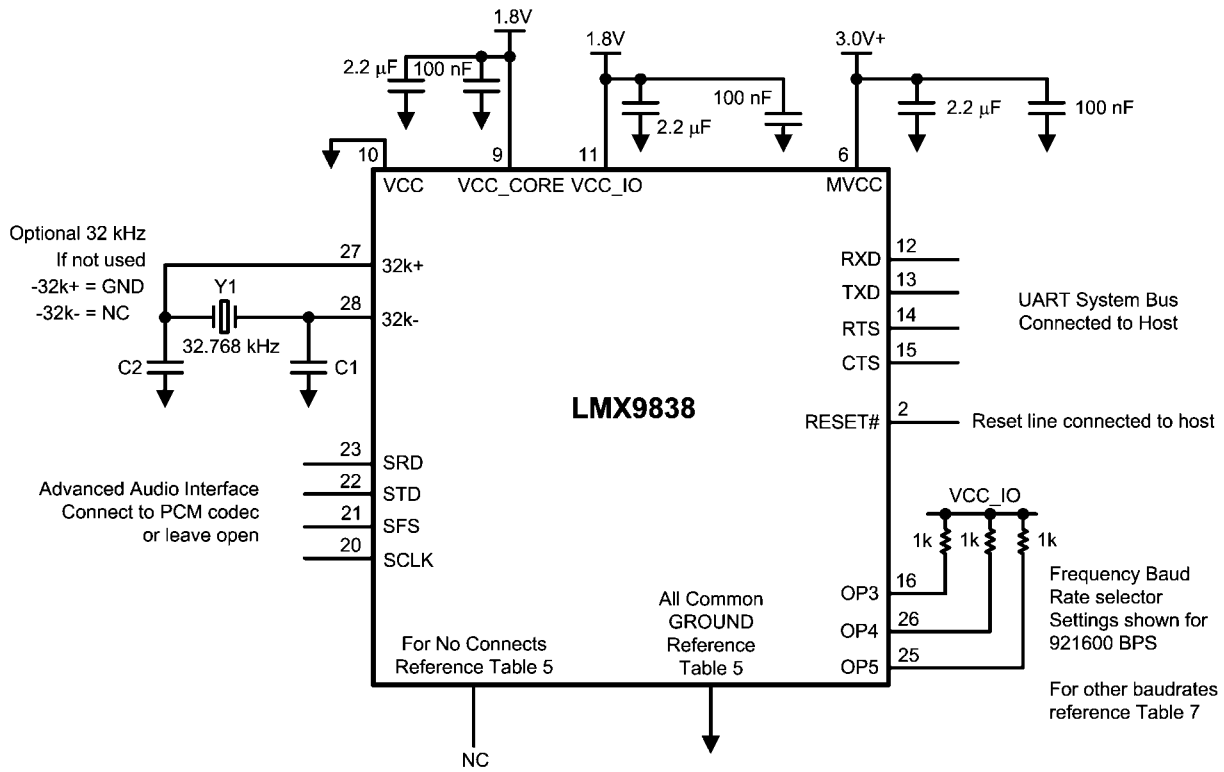 1.8V
1.8V
3.0V+
2.2 µF
100 nF
100 nF
2.2 µF
2.2 µF
100 nF
10
9
11
6
VCC
VCC_CORE
VCC_IO
MVCC
Optional 32 kHz
If not used
-32k+ = GND
-32k- = NC
27
32k+
Y1
28
32k-
32.768 kHz
C2
C1
RXD
12
TXD
13
RTS
14
CTS
15
UART System Bus
Connected to Host
LMX9838
RESET#
2
Reset line connected to host
Advanced Audio Interface
Connect to PCM codec
or leave open
23
SRD
22
STD
21
SFS
20
SCLK
VCC_IO
1k
1k
1k
OP3
16
OP4
26
OP5
25
Frequency Baud
Rate selector
Settings shown for
921600 BPS
For other baudrates
reference Table 7
For No Connects
Reference Table 5
All Common
GROUND
Reference
Table 5
NC